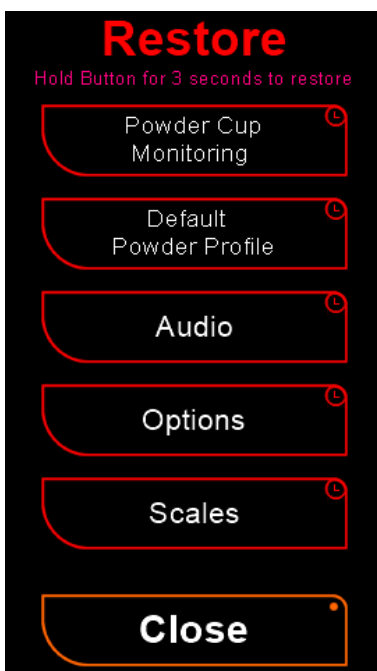 Restore
Hold Button for 3 seconds to restore
Powder Cup
Monitoring
Default
Powder Profile
Audio
Options
Scales
Close